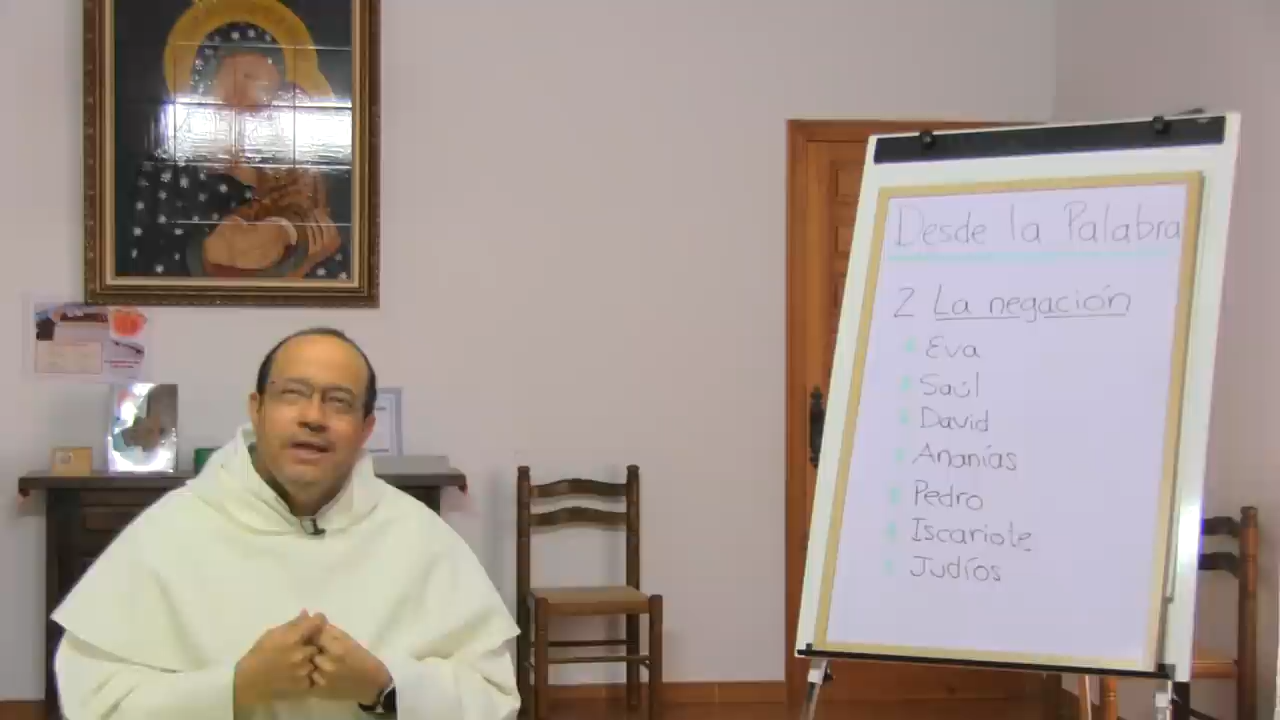 Desde la Palabra
2 La negación
Eva
Saúl
David
Ananías
Pedro
Iscariote
Judíos